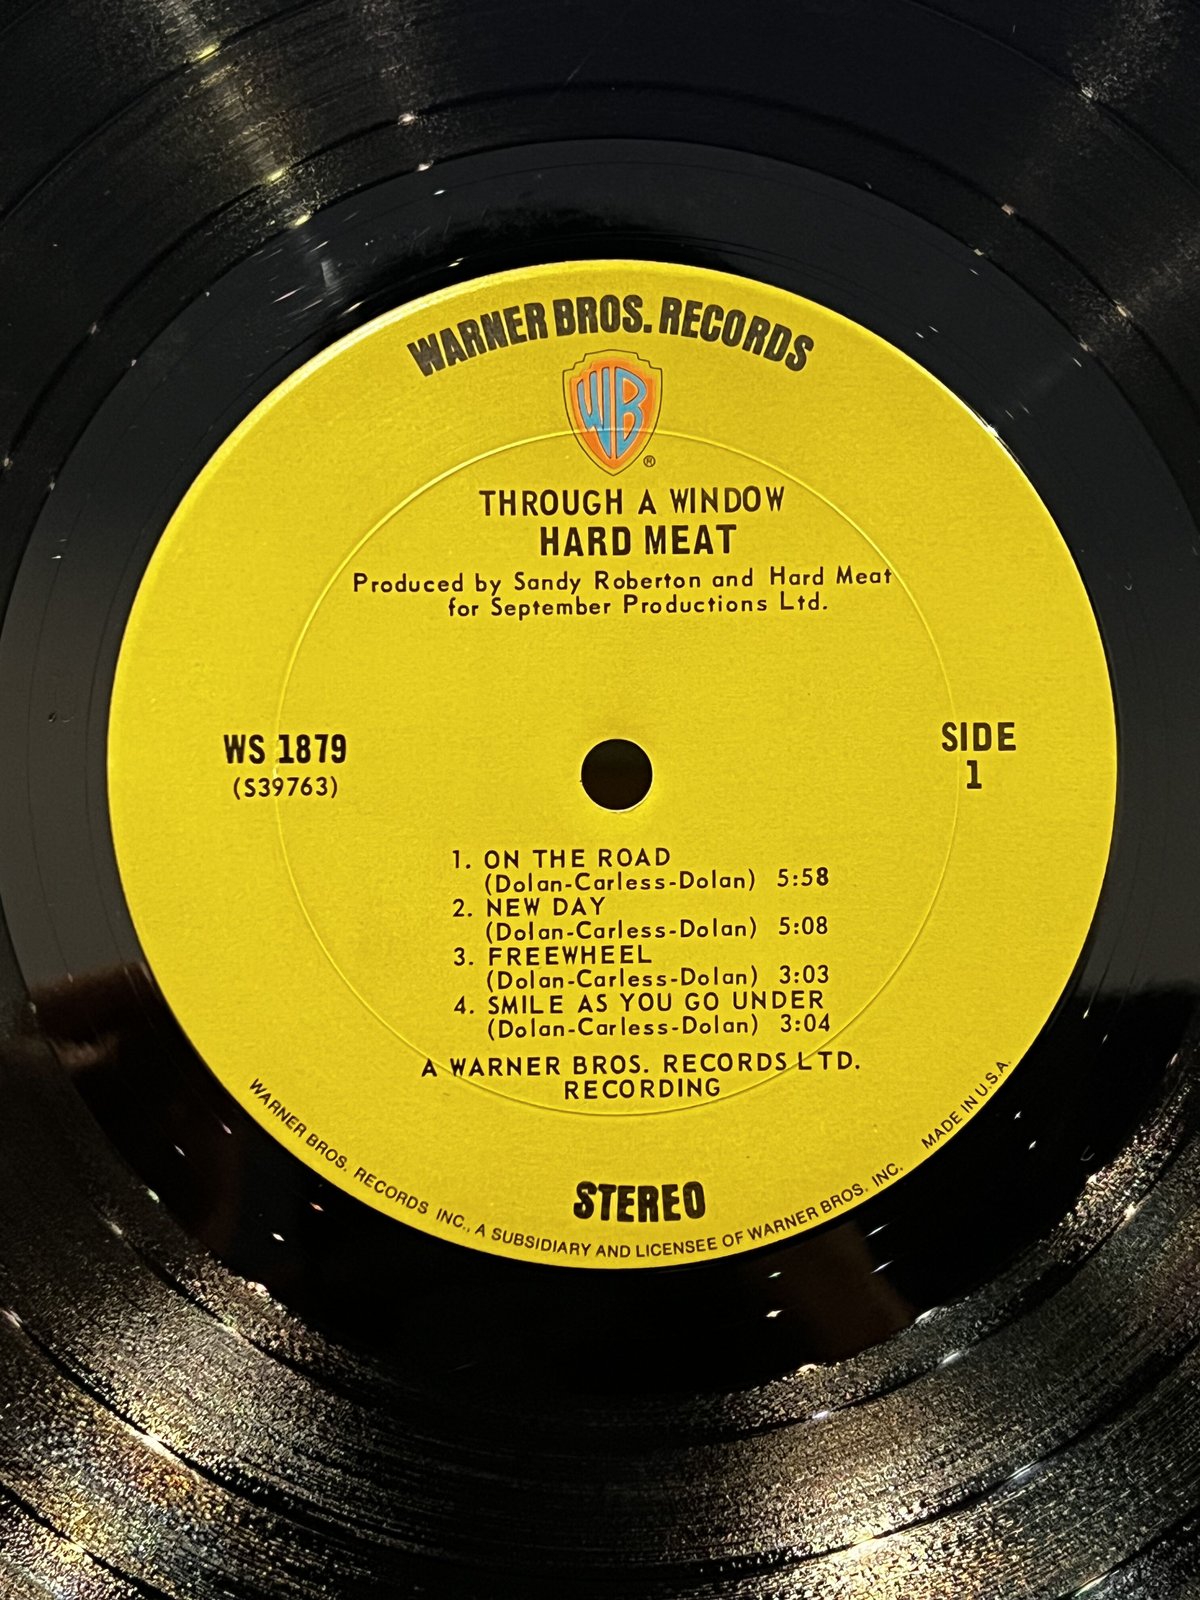 WARNER BROS. RECORDS
WB
®
THROUGH A WINDOW
HARD MEAT
Produced by Sandy Roberton and Hard Meat
for September Productions Ltd.
WS 1879
(S39763)
SIDE
1
1. ON THE ROAD
(Dolan-Carless-Dolan) 5:58
2. NEW DAY
(Dolan-Carless-Dolan) 5:08
3. FREEWHEEL
(Dolan-Carless-Dolan) 3:03
4. SMILE AS YOU GO UNDER
(Dolan-Carless-Dolan) 3:04
A WARNER BROS. RECORDS LTD.
RECORDING
STEREO
WARNER BROS. RECORDS INC., A SUBSIDIARY AND LICENSEE OF WARNER BROS. INC. MADE IN U.S.A.